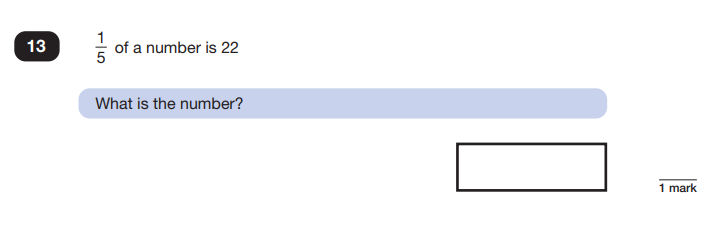 13
1/5 of a number is 22
What is the number?
1 mark